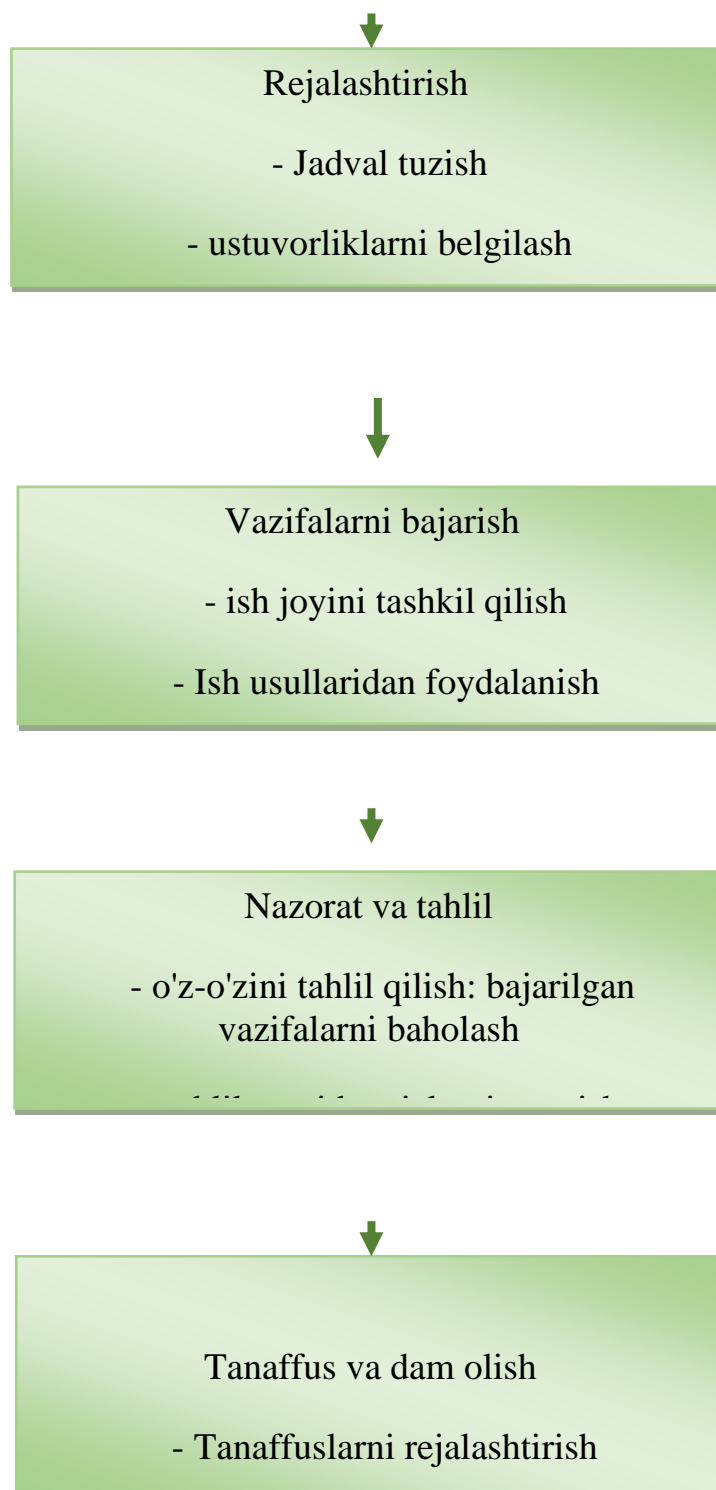 Rejalashtirish
- Jadval tuzish
- ustuvorliklarni belgilash
Vazifalarni bajarish
- ish joyini tashkil qilish
- Ish usullaridan foydalanish
Nazorat va tahlil
- o'z-o'zini tahlil qilish: bajarilgan
vazifalarni baholash
Tanaffus va dam olish
- Tanaffuslarni rejalashtirish